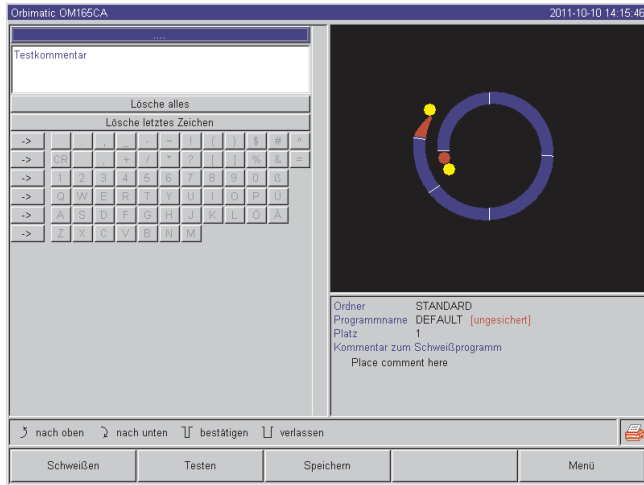 Orbimatic OM165CA 2011-10-10 14:15:46
....
Testkommentar
Lösche alles
Lösche letztes Zeichen
-> . , _ - ~ ! ( ) $ # ^
-> CR : ; + / * ? [ ] % & =
-> 1 2 3 4 5 6 7 8 9 0 ß
-> Q W E R T Y U I O P Ü
-> A S D F G H J K L Ö Ä
-> Z X C V B N M
Ordner STANDARD
Programmname DEFAULT [ungesichert]
Platz 1
Kommentar zum Schweißprogramm
Place comment here
nach oben nach unten bestätigen verlassen
Schweißen Testen Speichern Menü